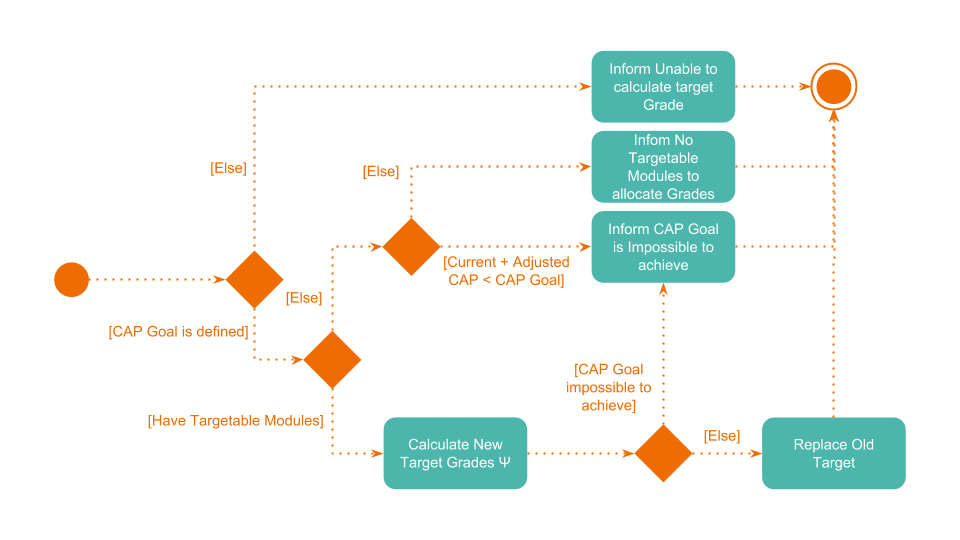 Inform Unable to
calculate target
Grade
[Else]
Infom No
Targetable
Modules to
allocate Grades
[Else]
Inform CAP Goal
is Impossible to
achieve
[Current + Adjusted
CAP < CAP Goal]
[Else]
[CAP Goal is defined]
[CAP Goal
impossible to
achieve]
[Have Targetable Modules]
Calculate New
Target Grades Ψ
[Else]
Replace Old
Target